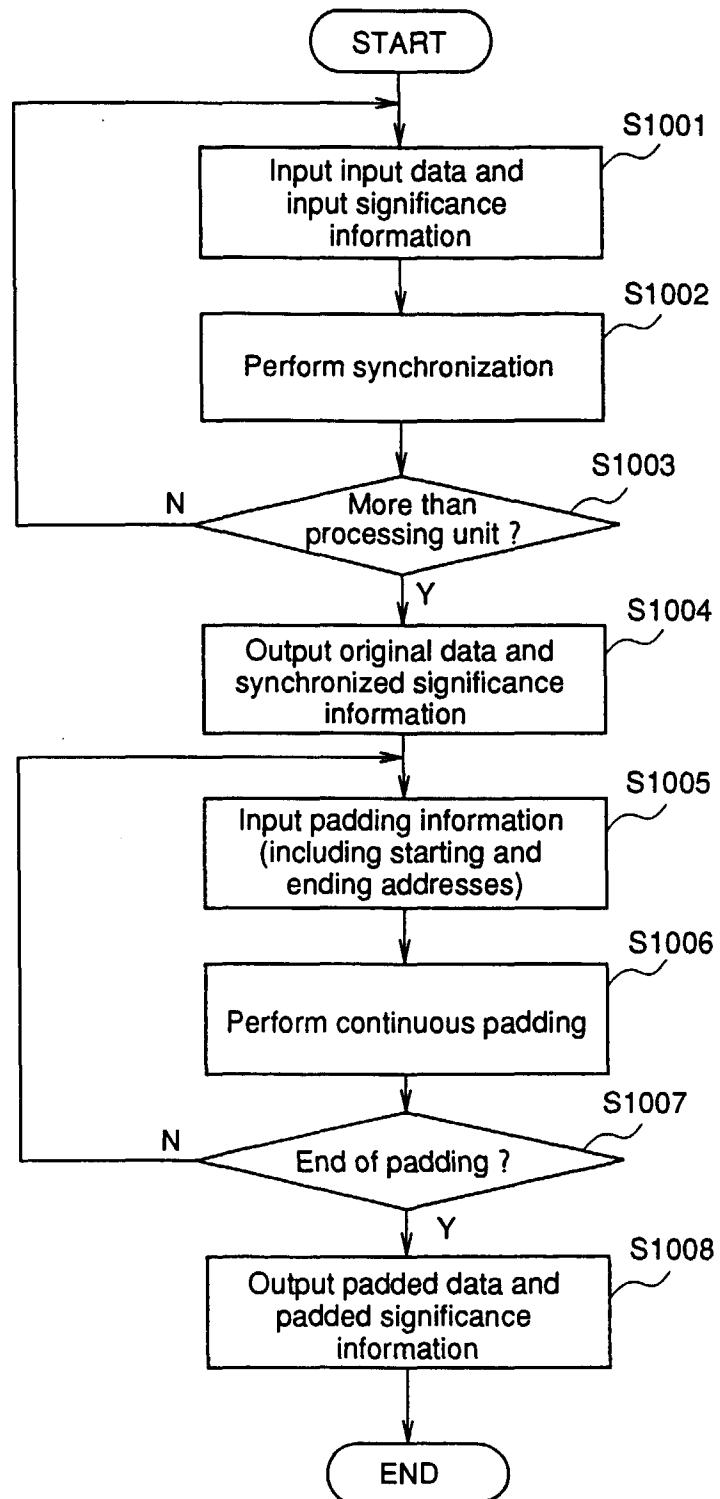 START
S1001
Input input data and
input significance
information
S1002
Perform synchronization
S1003
N
More than
processing unit ?
Y
S1004
Output original data and
synchronized significance
information
S1005
Input padding information
(including starting and
ending addresses)
S1006
Perform continuous padding
S1007
N
End of padding ?
Y
S1008
Output padded data and
padded significance
information
END